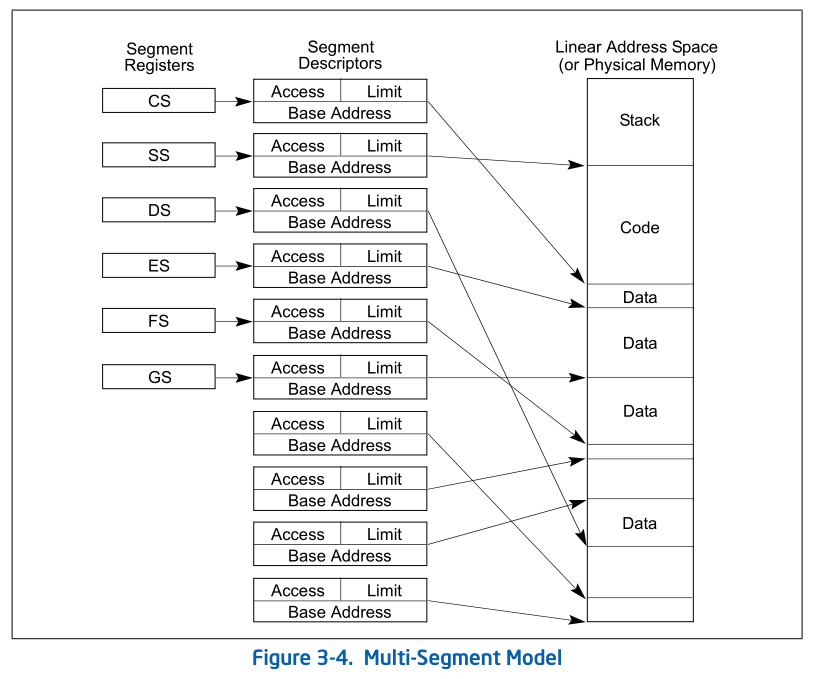 Segment
Registers
Segment
Descriptors
Linear Address Space
(or Physical Memory)
CS
Access Limit
Base Address
Stack
SS
Access Limit
Base Address
DS
Access Limit
Base Address
Code
ES
Access Limit
Base Address
Data
FS
Access Limit
Base Address
Data
GS
Access Limit
Base Address
Data
Access Limit
Base Address
Access Limit
Base Address
Access Limit
Base Address
Data
Access Limit
Base Address
Figure 3-4. Multi-Segment Model